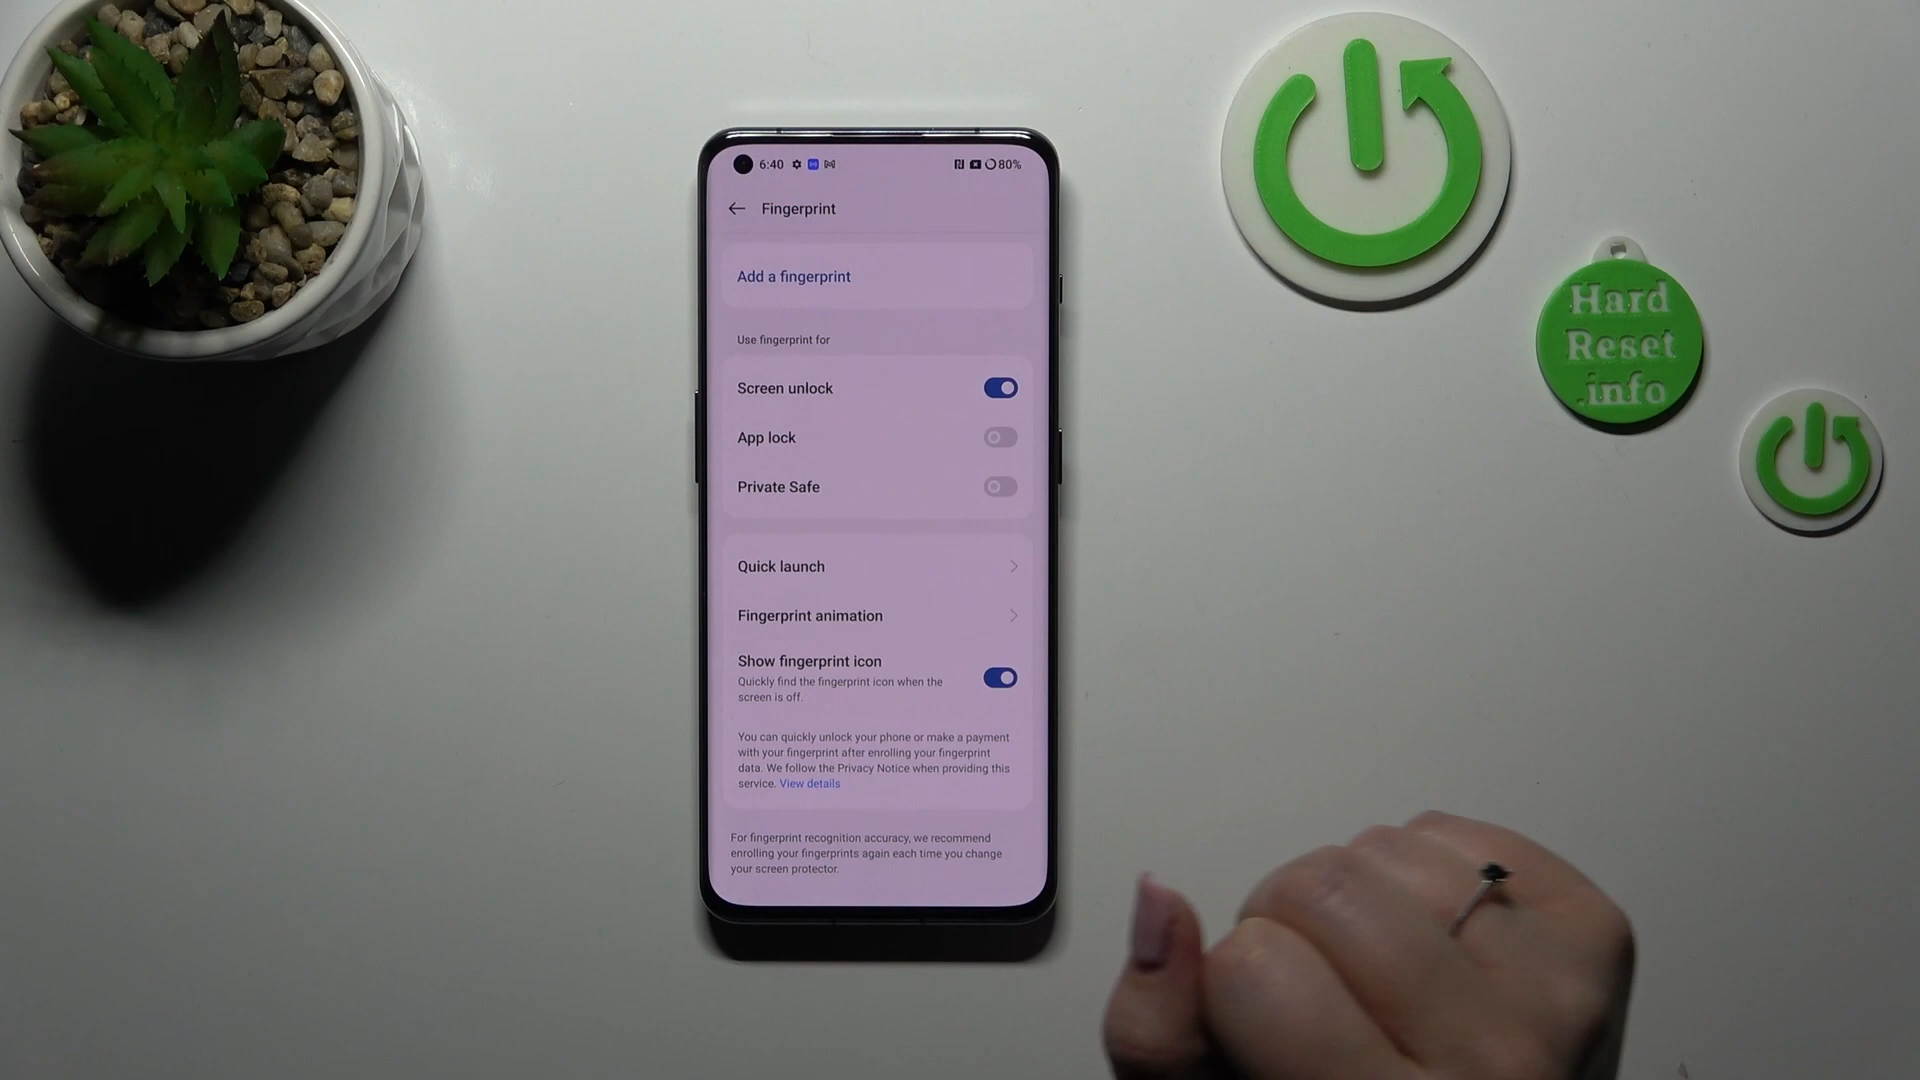 6:40
80%
Fingerprint
Add a fingerprint
Use fingerprint for
Screen unlock
App lock
Private Safe
Quick launch
Fingerprint animation
Show fingerprint icon
Quickly find the fingerprint icon when the
screen is off.
You can quickly unlock your phone or make a payment
with your fingerprint after enrolling your fingerprint
data. We follow the Privacy Notice when providing this
service. View details
For fingerprint recognition accuracy, we recommend
enrolling your fingerprints again each time you change
your screen protector.
Hard
Reset
.info